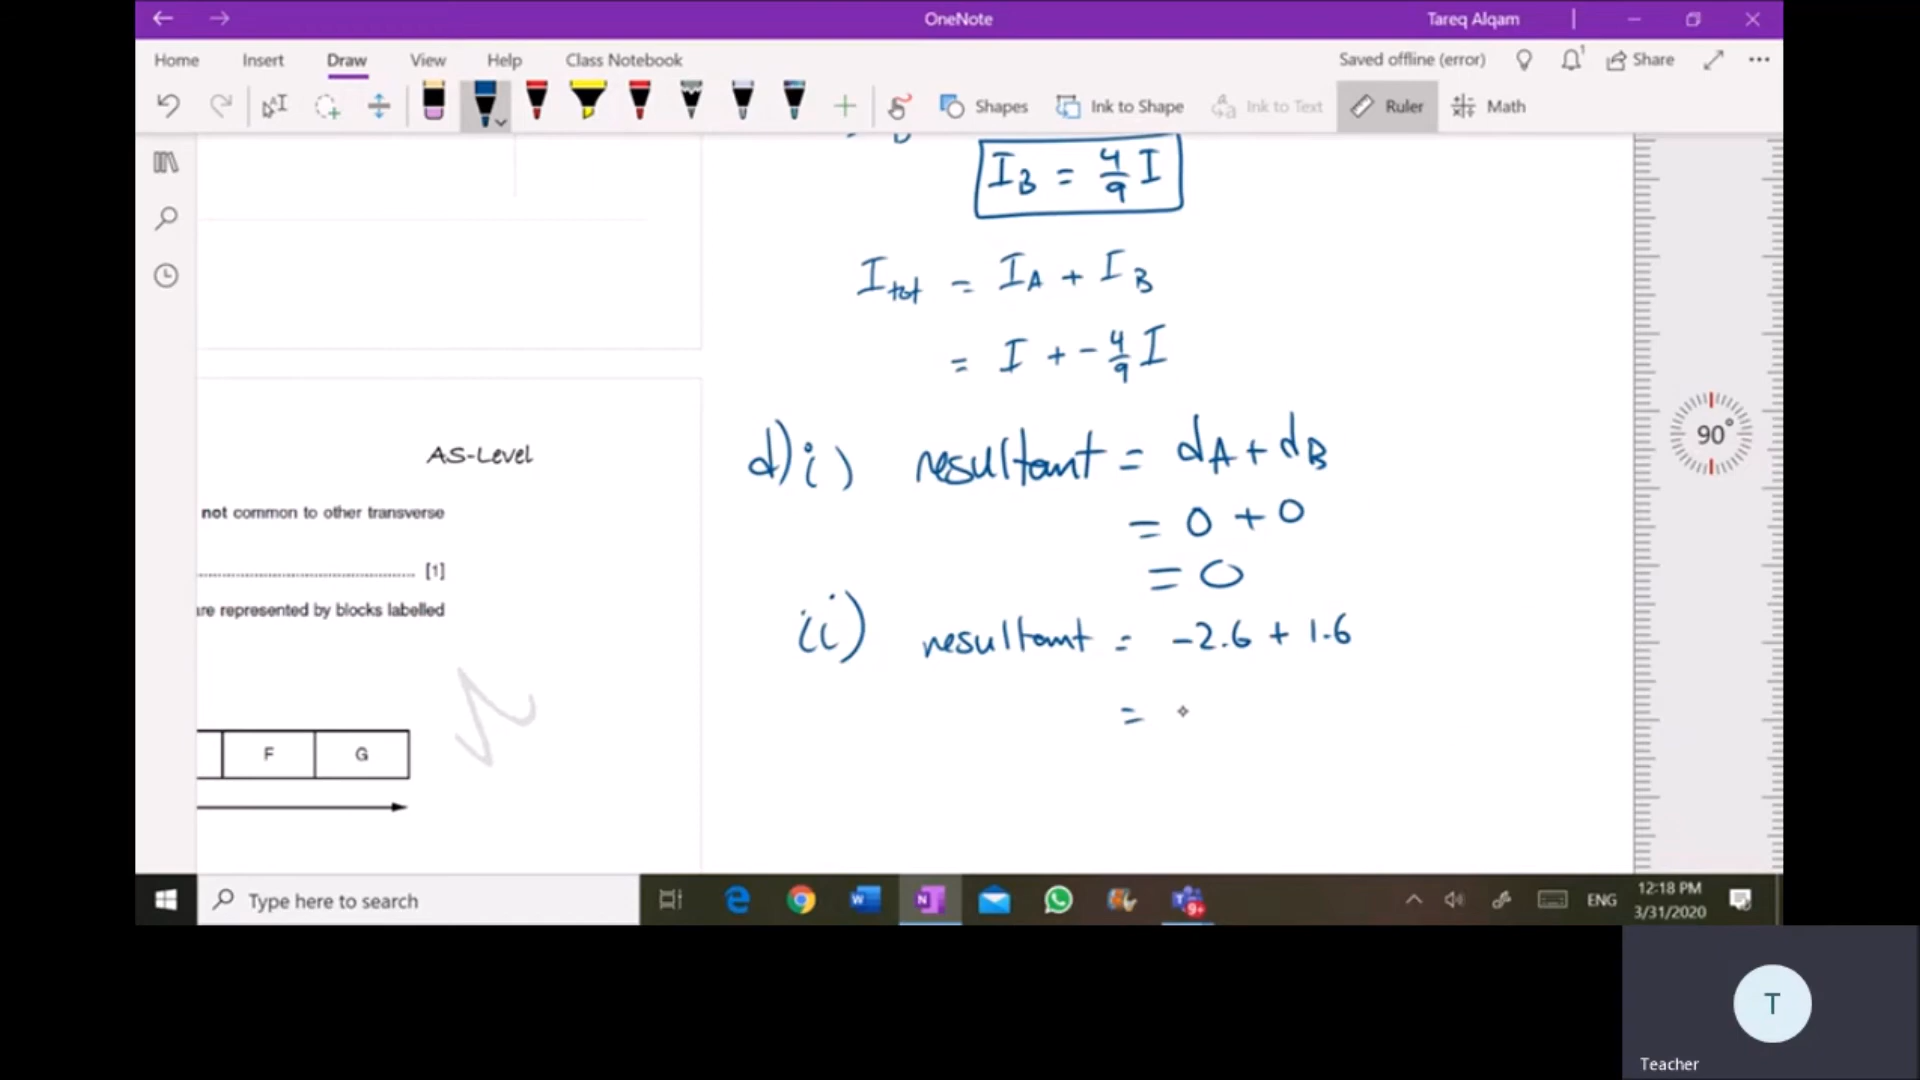 OneNote
Tareq Alqam
Home Insert Draw View Help Class Notebook
Saved offline (error) 1 Share
Shapes Ink to Shape Ink to Text Ruler Math
I_B = 4/9 I
I_tot = I_A + I_B
= I + - 4/9 I
d) i) resultant = d_A + d_B
= 0 + 0
= 0
ii) resultant = -2.6 + 1.6
=
90°
AS-Level
not common to other transverse
[1]
are represented by blocks labelled
F G
Type here to search
9+
ENG
12:18 PM
3/31/2020
T
Teacher